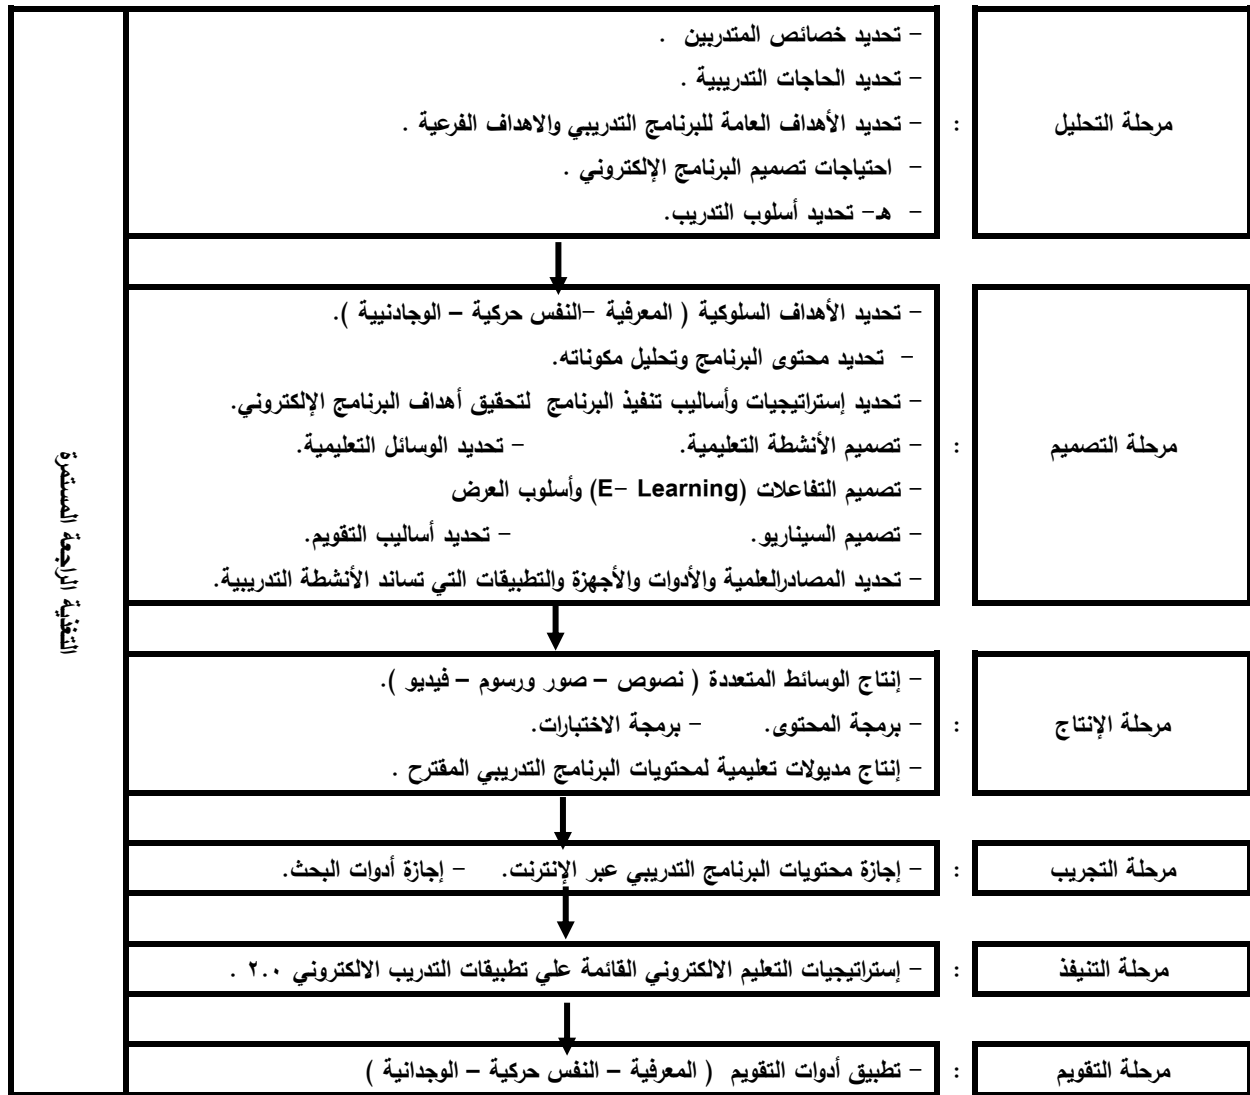 مرحلة التحليل
:
– تحديد خصائص المتدربين .
– تحديد الحاجات التدريبية .
– تحديد الأهداف العامة للبرنامج التدريبي والاهداف الفرعية .
– احتياجات تصميم البرنامج الإلكتروني .
– هـ- تحديد أسلوب التدريب.
مرحلة التصميم
:
– تحديد الأهداف السلوكية ( المعرفية –النفس حركية – الوجادنيية ).
– تحديد محتوى البرنامج وتحليل مكوناته.
– تحديد إستراتيجيات وأساليب تنفيذ البرنامج لتحقيق أهداف البرنامج الإلكتروني.
– تصميم الأنشطة التعليمية. – تحديد الوسائل التعليمية.
– تصميم التفاعلات (E- Learning) وأسلوب العرض
– تصميم السيناريو. – تحديد أساليب التقويم.
– تحديد المصادرالعلمية والأدوات والأجهزة والتطبيقات التي تساند الأنشطة التدريبية.
مرحلة الإنتاج
:
– إنتاج الوسائط المتعددة ( نصوص – صور ورسوم – فيديو ).
– برمجة المحتوى. – برمجة الاختبارات.
– إنتاج مديولات تعليمية لمحتويات البرنامج التدريبي المقترح .
مرحلة التجريب
:
– إجازة محتويات البرنامج التدريبي عبر الإنترنت. – إجازة أدوات البحث.
مرحلة التنيفذ
:
– إستراتيجيات التعليم الالكتروني القائمة علي تطبيقات التدريب الالكتروني ٢.٠ .
مرحلة التقويم
:
– تطبيق أدوات التقويم ( المعرفية – النفس حركية – الوجدانية )
التغذية الراجعة المستمرة